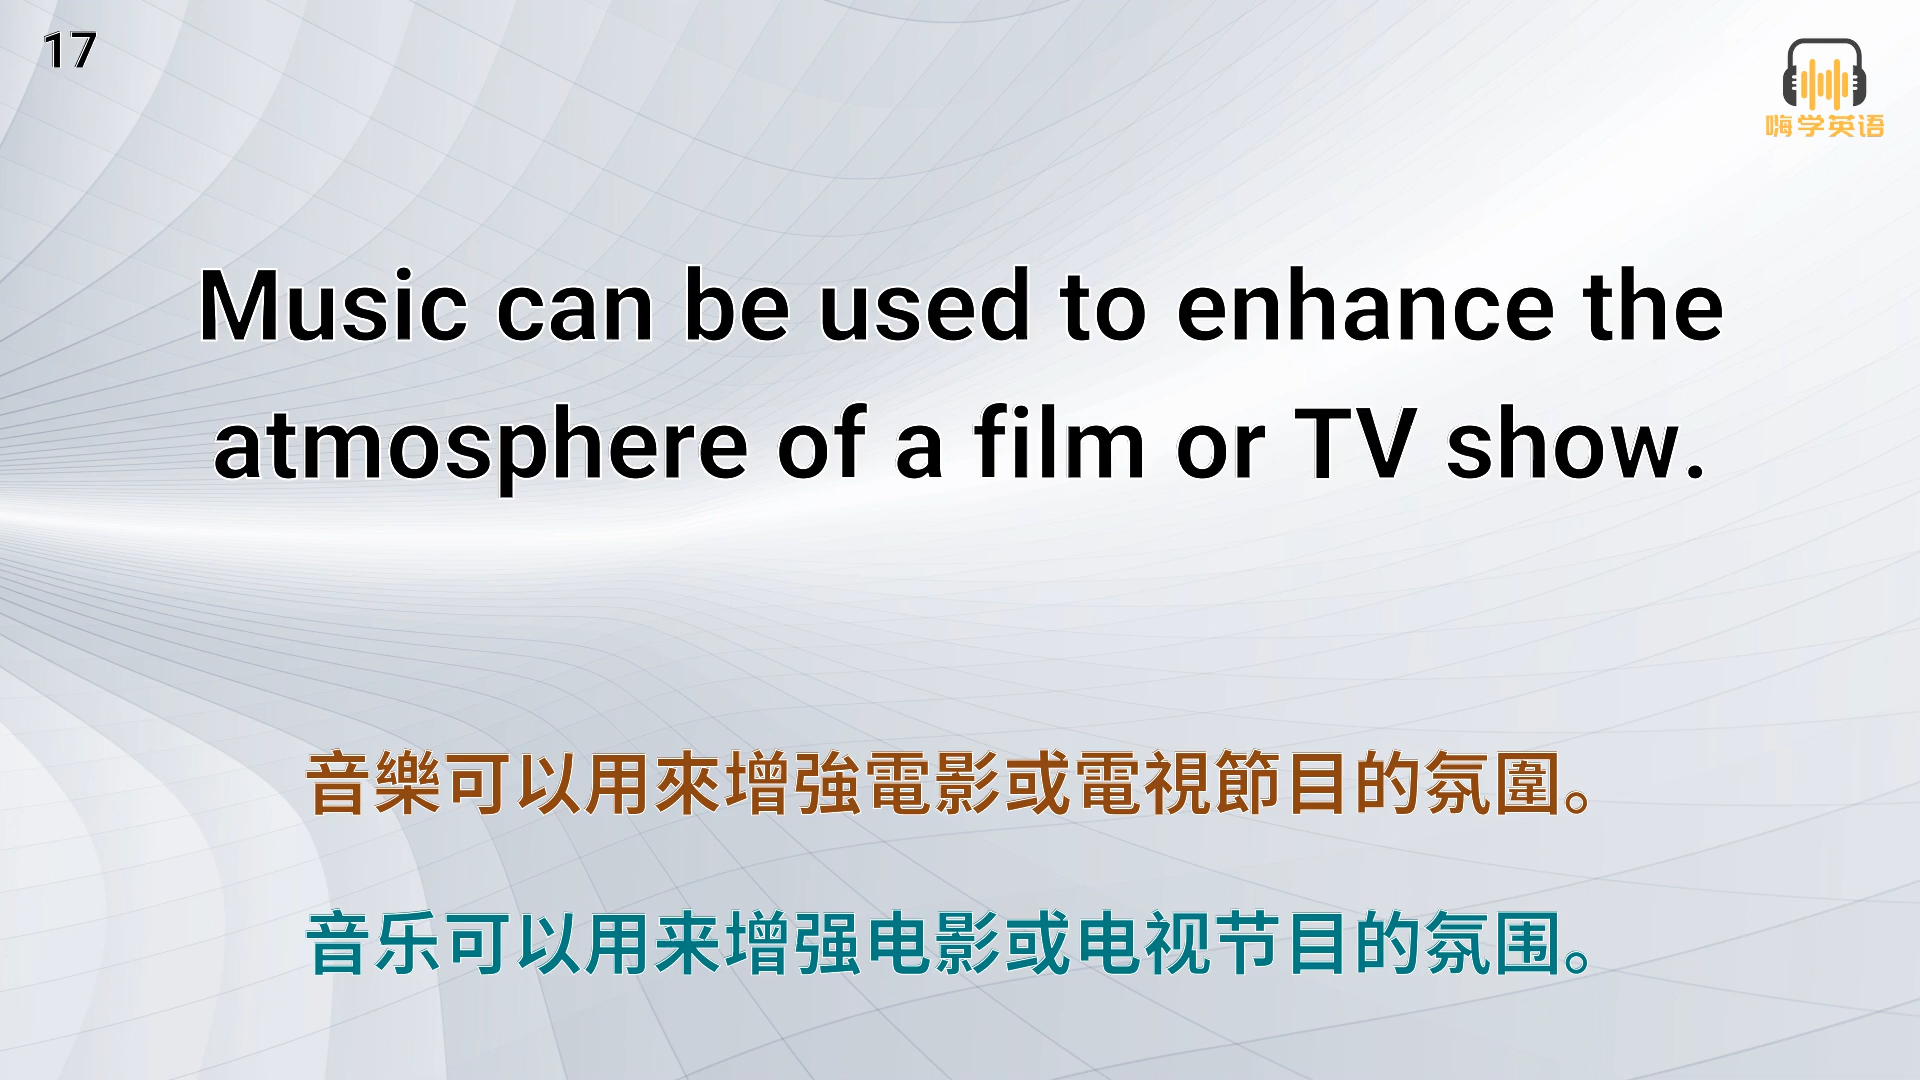 17
嗨学英语
Music can be used to enhance the
atmosphere of a film or TV show.
音樂可以用來增強電影或電視節目的氛圍。
音乐可以用来增强电影或电视节目的氛围。